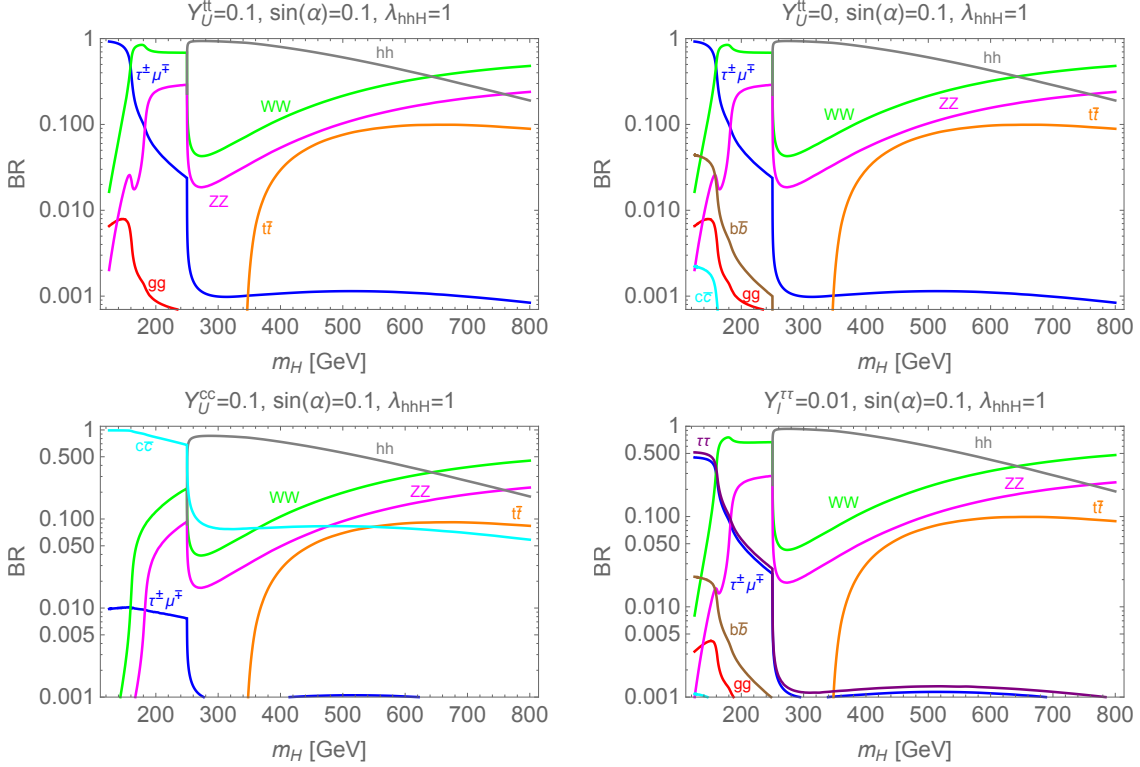 Y_U^tt=0.1, sin(α)=0.1, λ_hhH=1
1
0.100
0.010
0.001
BR
τ±μ∓
WW
ZZ
gg
hh
tt̄
200 300 400 500 600 700 800
m_H [GeV]
Y_U^tt=0, sin(α)=0.1, λ_hhH=1
1
0.100
0.010
0.001
BR
τ±μ∓
bb̄
cc̄
gg
WW
ZZ
hh
tt̄
200 300 400 500 600 700 800
m_H [GeV]
Y_U^cc=0.1, sin(α)=0.1, λ_hhH=1
1
0.500
0.100
0.050
0.010
0.005
0.001
BR
cc̄
hh
WW
ZZ
tt̄
τ±μ∓
200 300 400 500 600 700 800
m_H [GeV]
Y_l^ττ=0.01, sin(α)=0.1, λ_hhH=1
1
0.500
0.100
0.050
0.010
0.005
0.001
BR
ττ
hh
WW
ZZ
tt̄
τ±μ∓
bb̄
gg
cc̄
200 300 400 500 600 700 800
m_H [GeV]